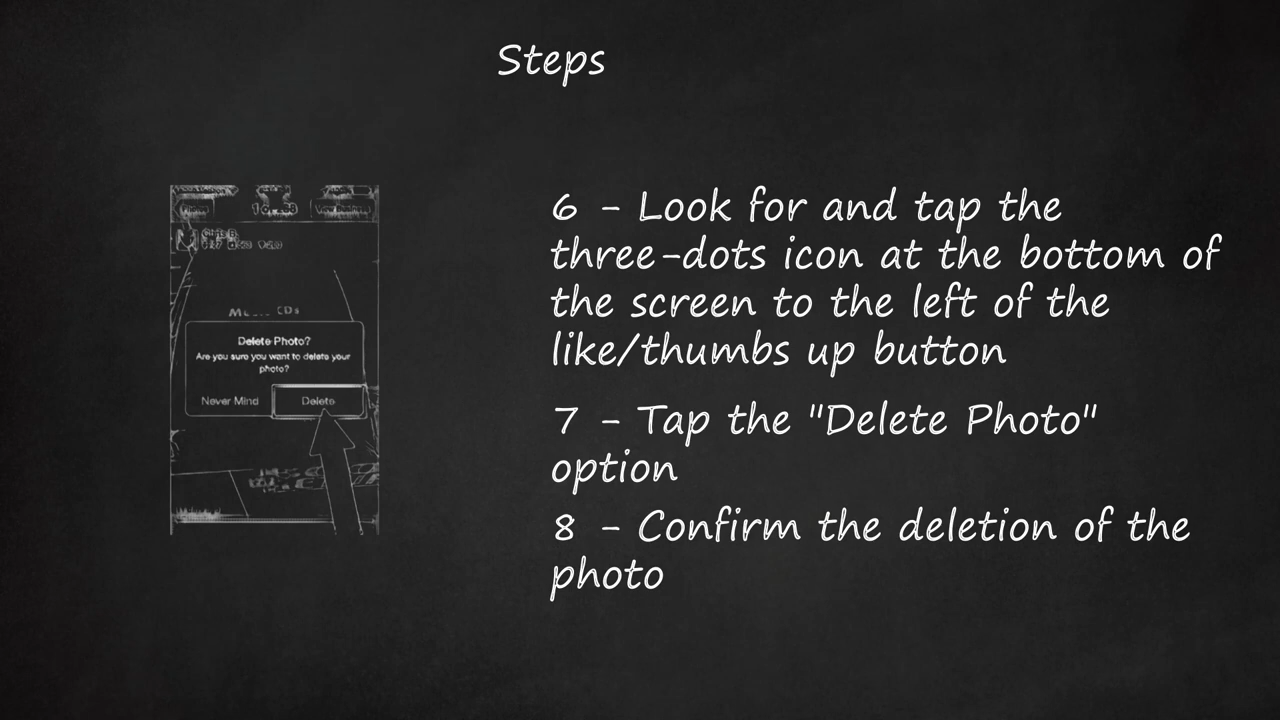 Steps
6 - Look for and tap the
three-dots icon at the bottom of
the screen to the left of the
like/thumbs up button
7 - Tap the "Delete Photo"
option
8 - Confirm the deletion of the
photo
Delete Photo?
Are you sure you want to delete your
photo?
Never Mind
Delete